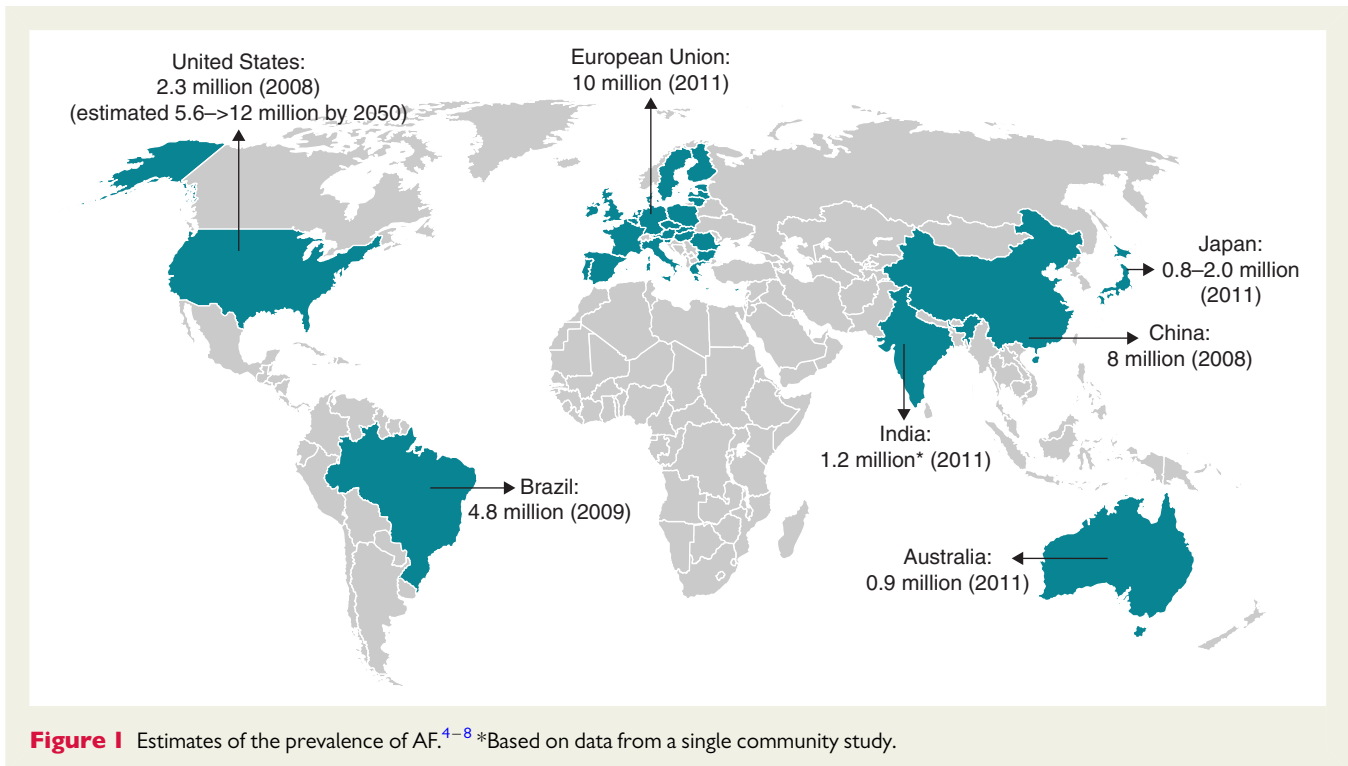 United States:
2.3 million (2008)
(estimated 5.6–>12 million by 2050)
European Union:
10 million (2011)
Japan:
0.8–2.0 million
(2011)
China:
8 million (2008)
India:
1.2 million* (2011)
Brazil:
4.8 million (2009)
Australia:
0.9 million (2011)
Figure 1 Estimates of the prevalence of AF.4–8 *Based on data from a single community study.